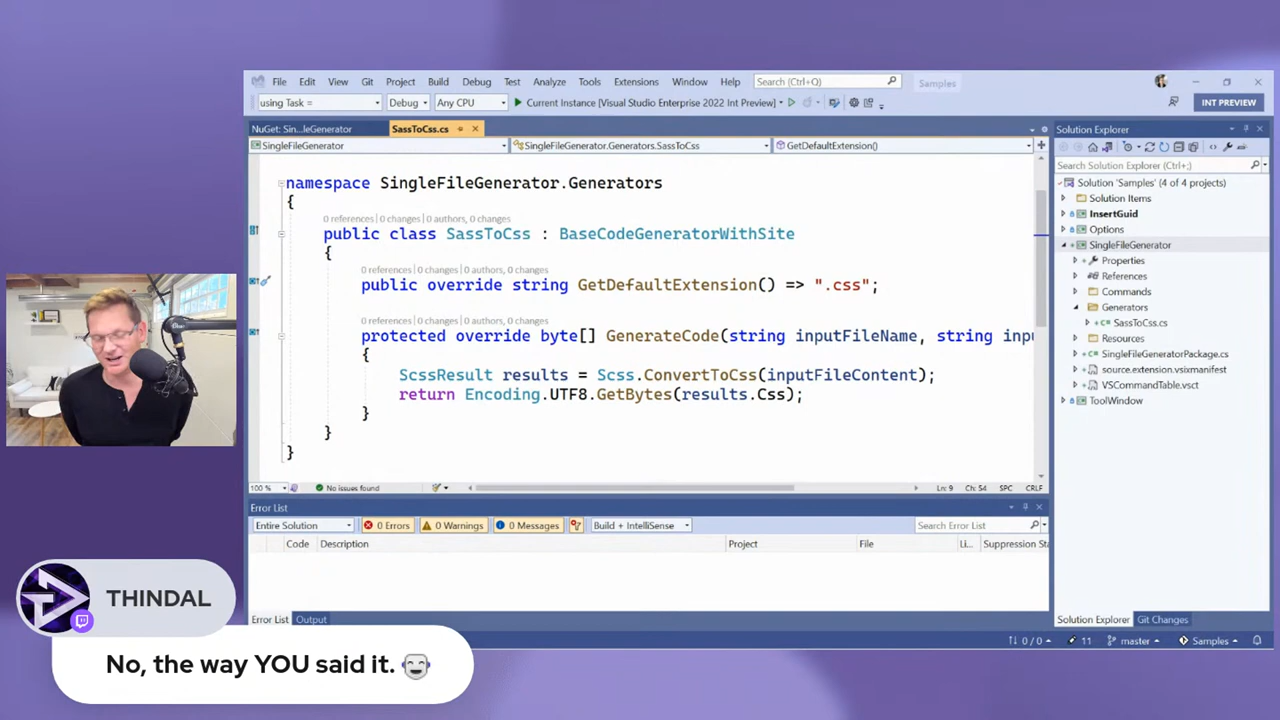 File Edit View Git Project Build Debug Test Analyze Tools Extensions Window Help Search (Ctrl+Q) Samples
using Task = Debug Any CPU Current Instance [Visual Studio Enterprise 2022 Int Preview] INT PREVIEW
NuGet: Sin...leGenerator SassToCss.cs
SingleFileGenerator SingleFileGenerator.Generators.SassToCss GetDefaultExtension()
namespace SingleFileGenerator.Generators
{
0 references | 0 changes | 0 authors, 0 changes
public class SassToCss : BaseCodeGeneratorWithSite
{
0 references | 0 changes | 0 authors, 0 changes
public override string GetDefaultExtension() => ".css";
0 references | 0 changes | 0 authors, 0 changes
protected override byte[] GenerateCode(string inputFileName, string inpu
{
ScssResult results = Scss.ConvertToCss(inputFileContent);
return Encoding.UTF8.GetBytes(results.Css);
}
}
}
100 % No issues found Ln: 9 Ch: 54 SPC CRLF
Error List
Entire Solution 0 Errors 0 Warnings 0 Messages Build + IntelliSense Search Error List
Code Description Project File Li... Suppression Sta
Error List Output
Solution Explorer
Search Solution Explorer (Ctrl+;)
Solution 'Samples' (4 of 4 projects)
Solution Items
InsertGuid
Options
SingleFileGenerator
Properties
References
Commands
Generators
SassToCss.cs
Resources
SingleFileGeneratorPackage.cs
source.extension.vsixmanifest
VSCommandTable.vsct
ToolWindow
Solution Explorer Git Changes
0 / 0 11 master Samples
THINDAL
No, the way YOU said it.